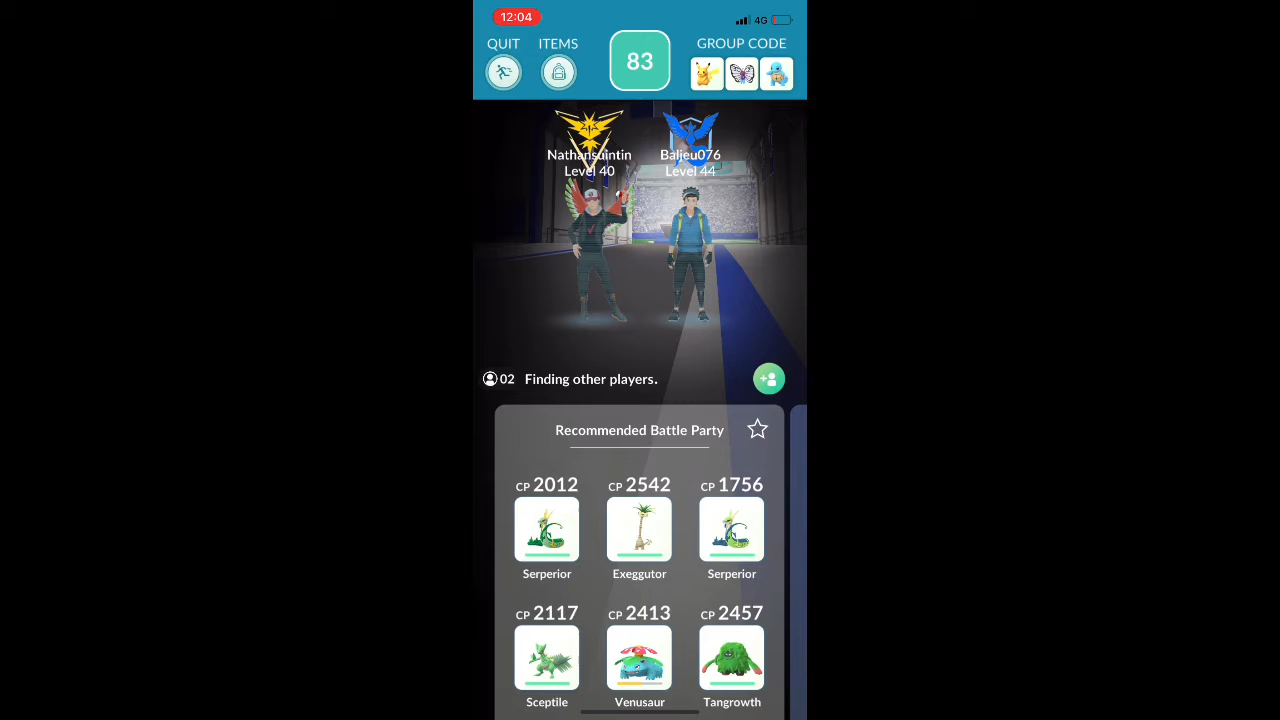 12:04
4G
QUIT ITEMS 83 GROUP CODE
Nathansuintin Baljeu076
Level 40 Level 44
02 Finding other players.
Recommended Battle Party
CP 2012 CP 2542 CP 1756
Serperior Exeggutor Serperior
CP 2117 CP 2413 CP 2457
Sceptile Venusaur Tangrowth